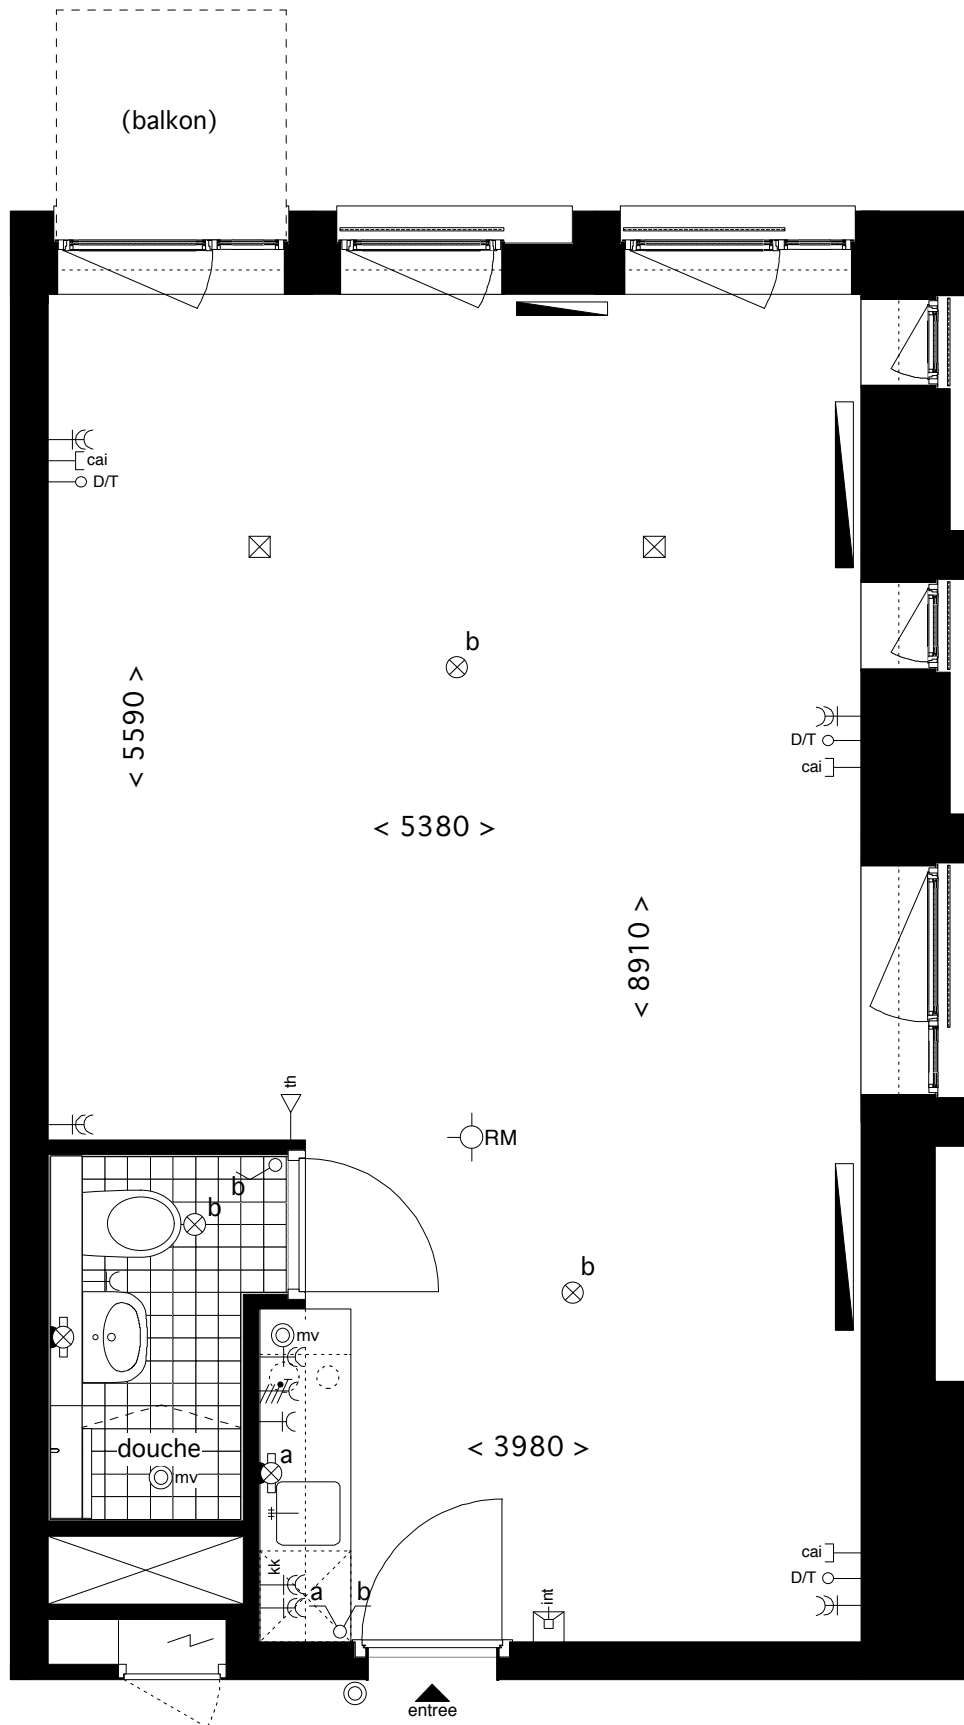 (balkon)
cai
D/T
b
< 5590 >
D/T
cai
< 5380 >
< 8910 >
th
RM
b
b
b
mv
a
< 3980 >
douche
mv
cai
kk
D/T
a
b
int
entree